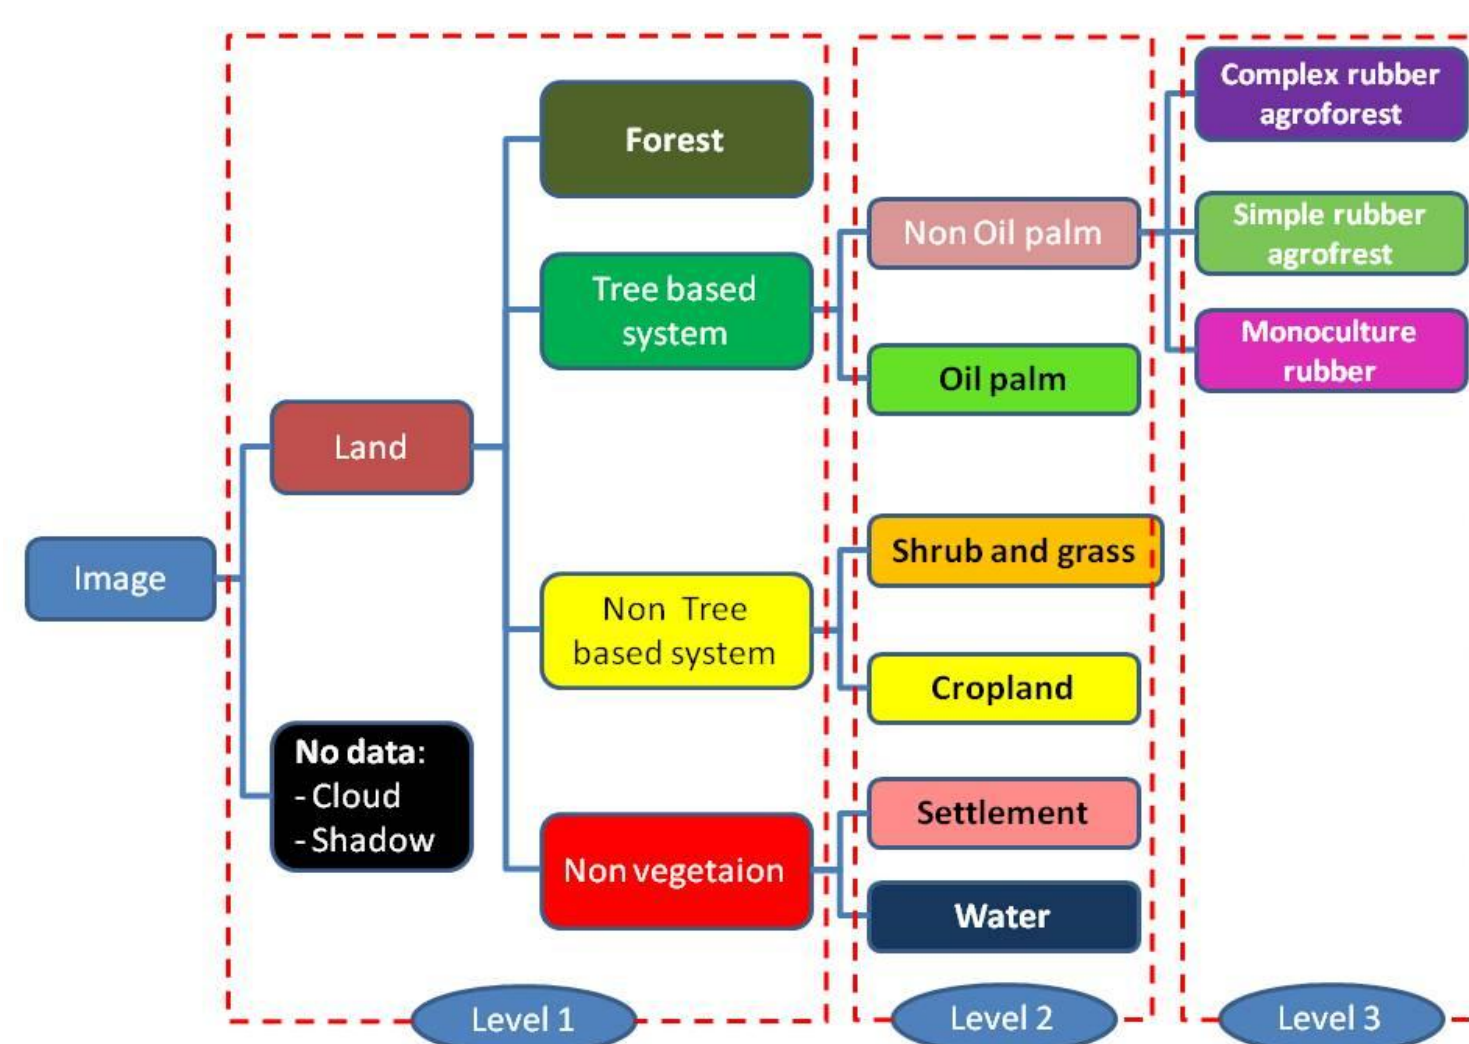 Image
Land
No data:
- Cloud
- Shadow
Forest
Tree based
system
Non Tree
based system
Non vegetaion
Level 1
Non Oil palm
Oil palm
Shrub and grass
Cropland
Settlement
Water
Level 2
Complex rubber
agroforest
Simple rubber
agrofrest
Monoculture
rubber
Level 3